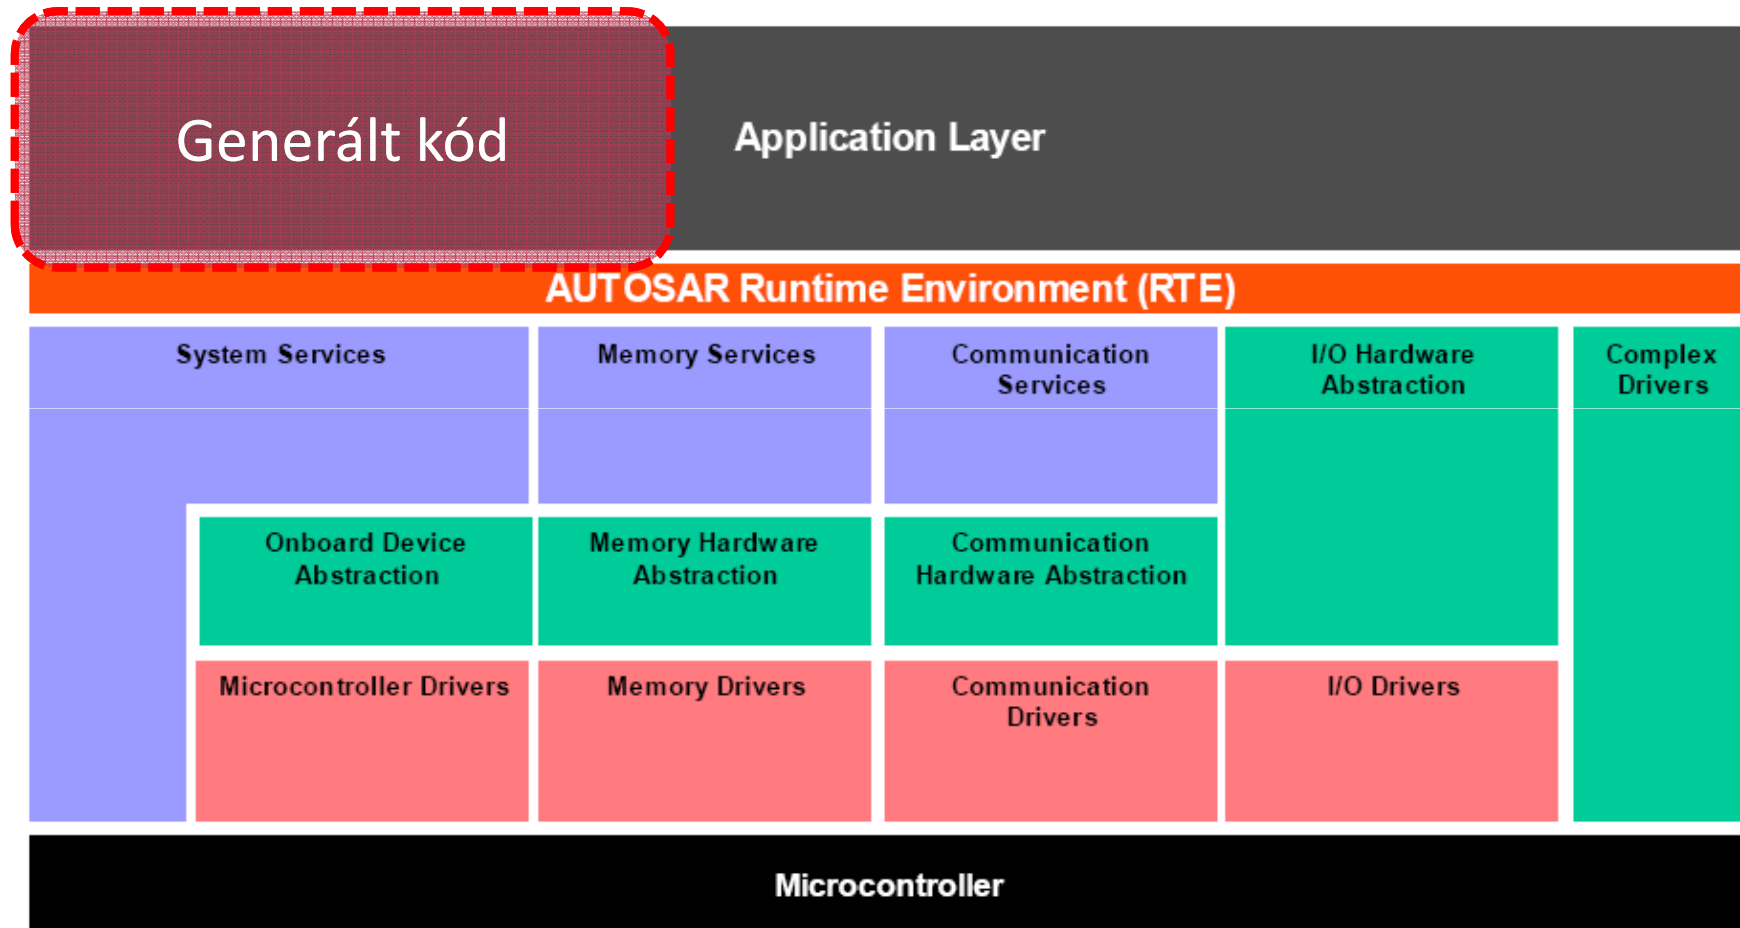 Generált kód
Application Layer
AUTOSAR Runtime Environment (RTE)
System Services
Memory Services
Communication
Services
I/O Hardware
Abstraction
Complex
Drivers
Onboard Device
Abstraction
Memory Hardware
Abstraction
Communication
Hardware Abstraction
Microcontroller Drivers
Memory Drivers
Communication
Drivers
I/O Drivers
Microcontroller